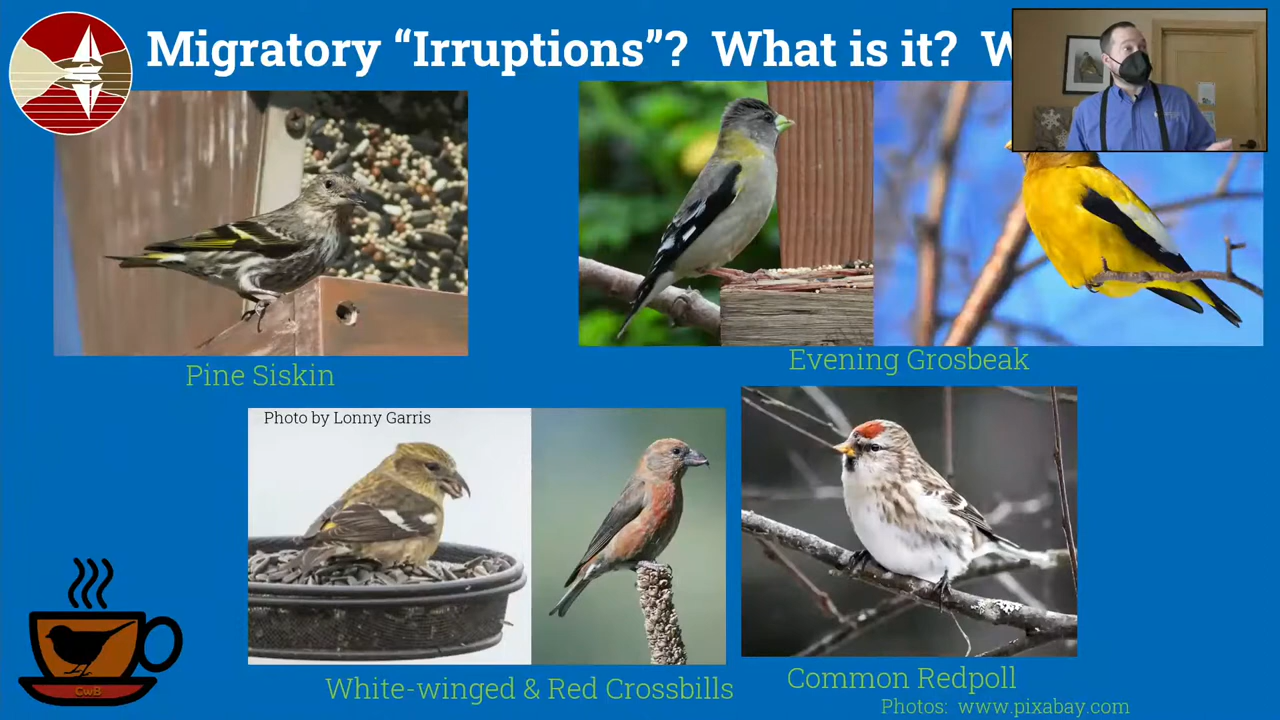 Migratory “Irruptions”? What is it? W
Pine Siskin
Evening Grosbeak
Photo by Lonny Garris
White-winged & Red Crossbills
Common Redpoll
Photos: www.pixabay.com
CwB